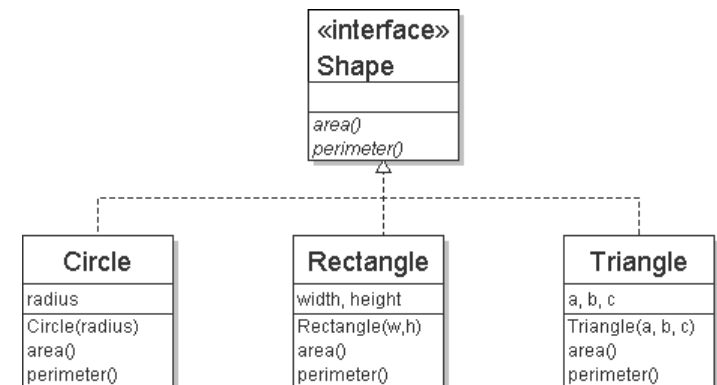 «interface»
Shape
area()
perimeter()
Circle
radius
Circle(radius)
area()
perimeter()
Rectangle
width, height
Rectangle(w,h)
area()
perimeter()
Triangle
a, b, c
Triangle(a, b, c)
area()
perimeter()